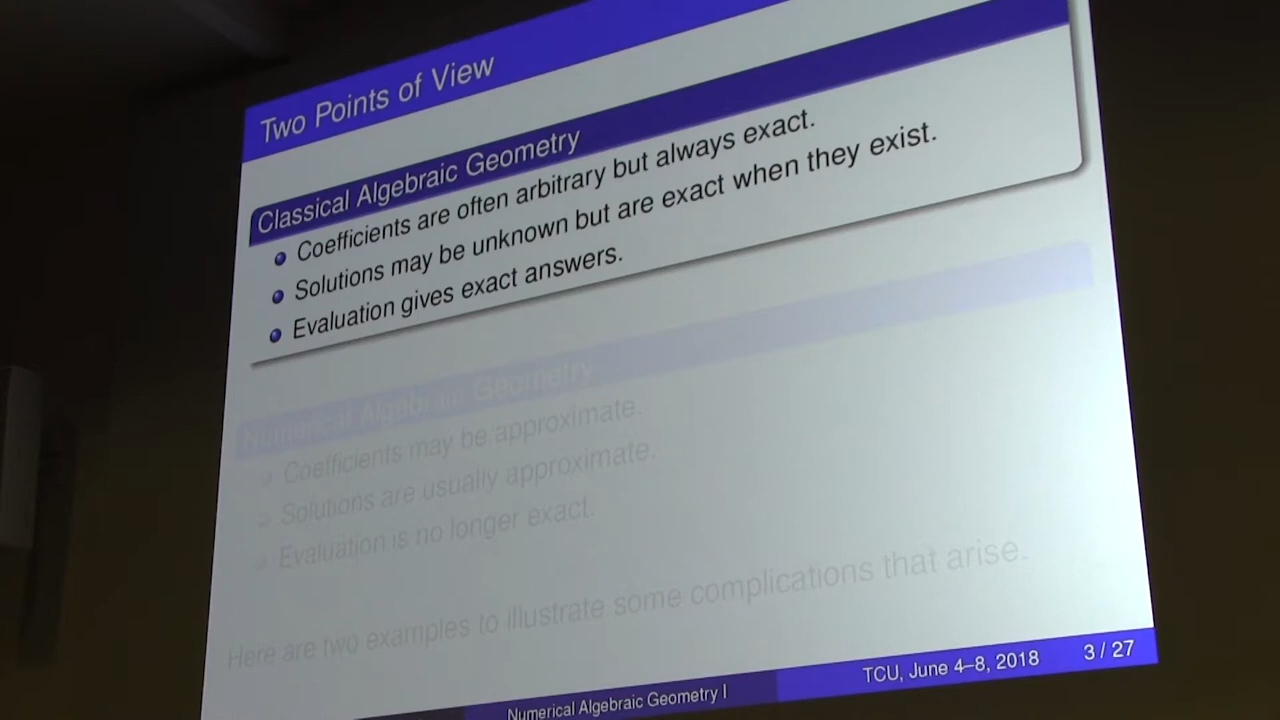 Two Points of View
Classical Algebraic Geometry
Coefficients are often arbitrary but always exact.
Solutions may be unknown but are exact when they exist.
Evaluation gives exact answers.
Numerical Algebraic Geometry
Coefficients may be approximate.
Solutions are usually approximate.
Evaluation is no longer exact.
Here are two examples to illustrate some complications that arise.
Numerical Algebraic Geometry I
TCU, June 4–8, 2018
3 / 27